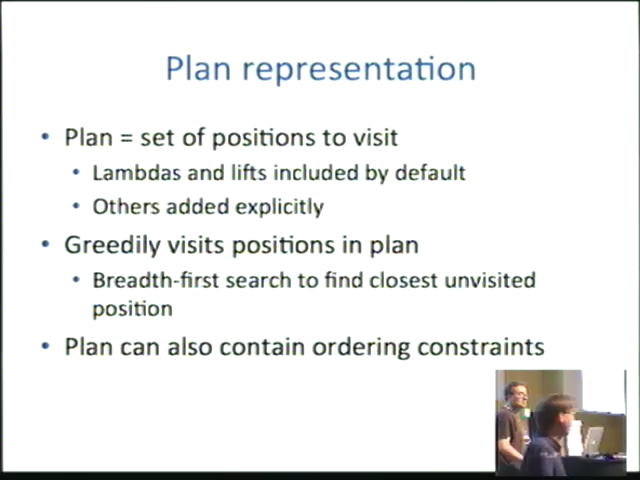 Plan representation
• Plan = set of positions to visit
• Lambdas and lifts included by default
• Others added explicitly
• Greedily visits positions in plan
• Breadth-first search to find closest unvisited
position
• Plan can also contain ordering constraints